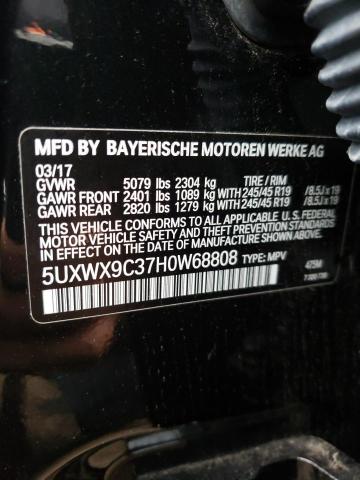 MFD BY BAYERISCHE MOTOREN WERKE AG
03/17
GVWR 5079 lbs 2304 kg TIRE / RIM
GAWR FRONT 2401 lbs 1089 kg WITH 245/45 R19 / 8.5J x 19
GAWR REAR 2820 lbs 1279 kg WITH 245/45 R19 / 8.5J x 19
THIS VEHICLE CONFORMS TO ALL APPLICABLE U.S. FEDERAL
MOTOR VEHICLE SAFETY, BUMPER, AND THEFT PREVENTION
STANDARDS IN EFFECT ON THE DATE OF MANUFACTURE SHOWN ABOVE.
5UXWX9C37H0W68808 TYPE: MPV
475M